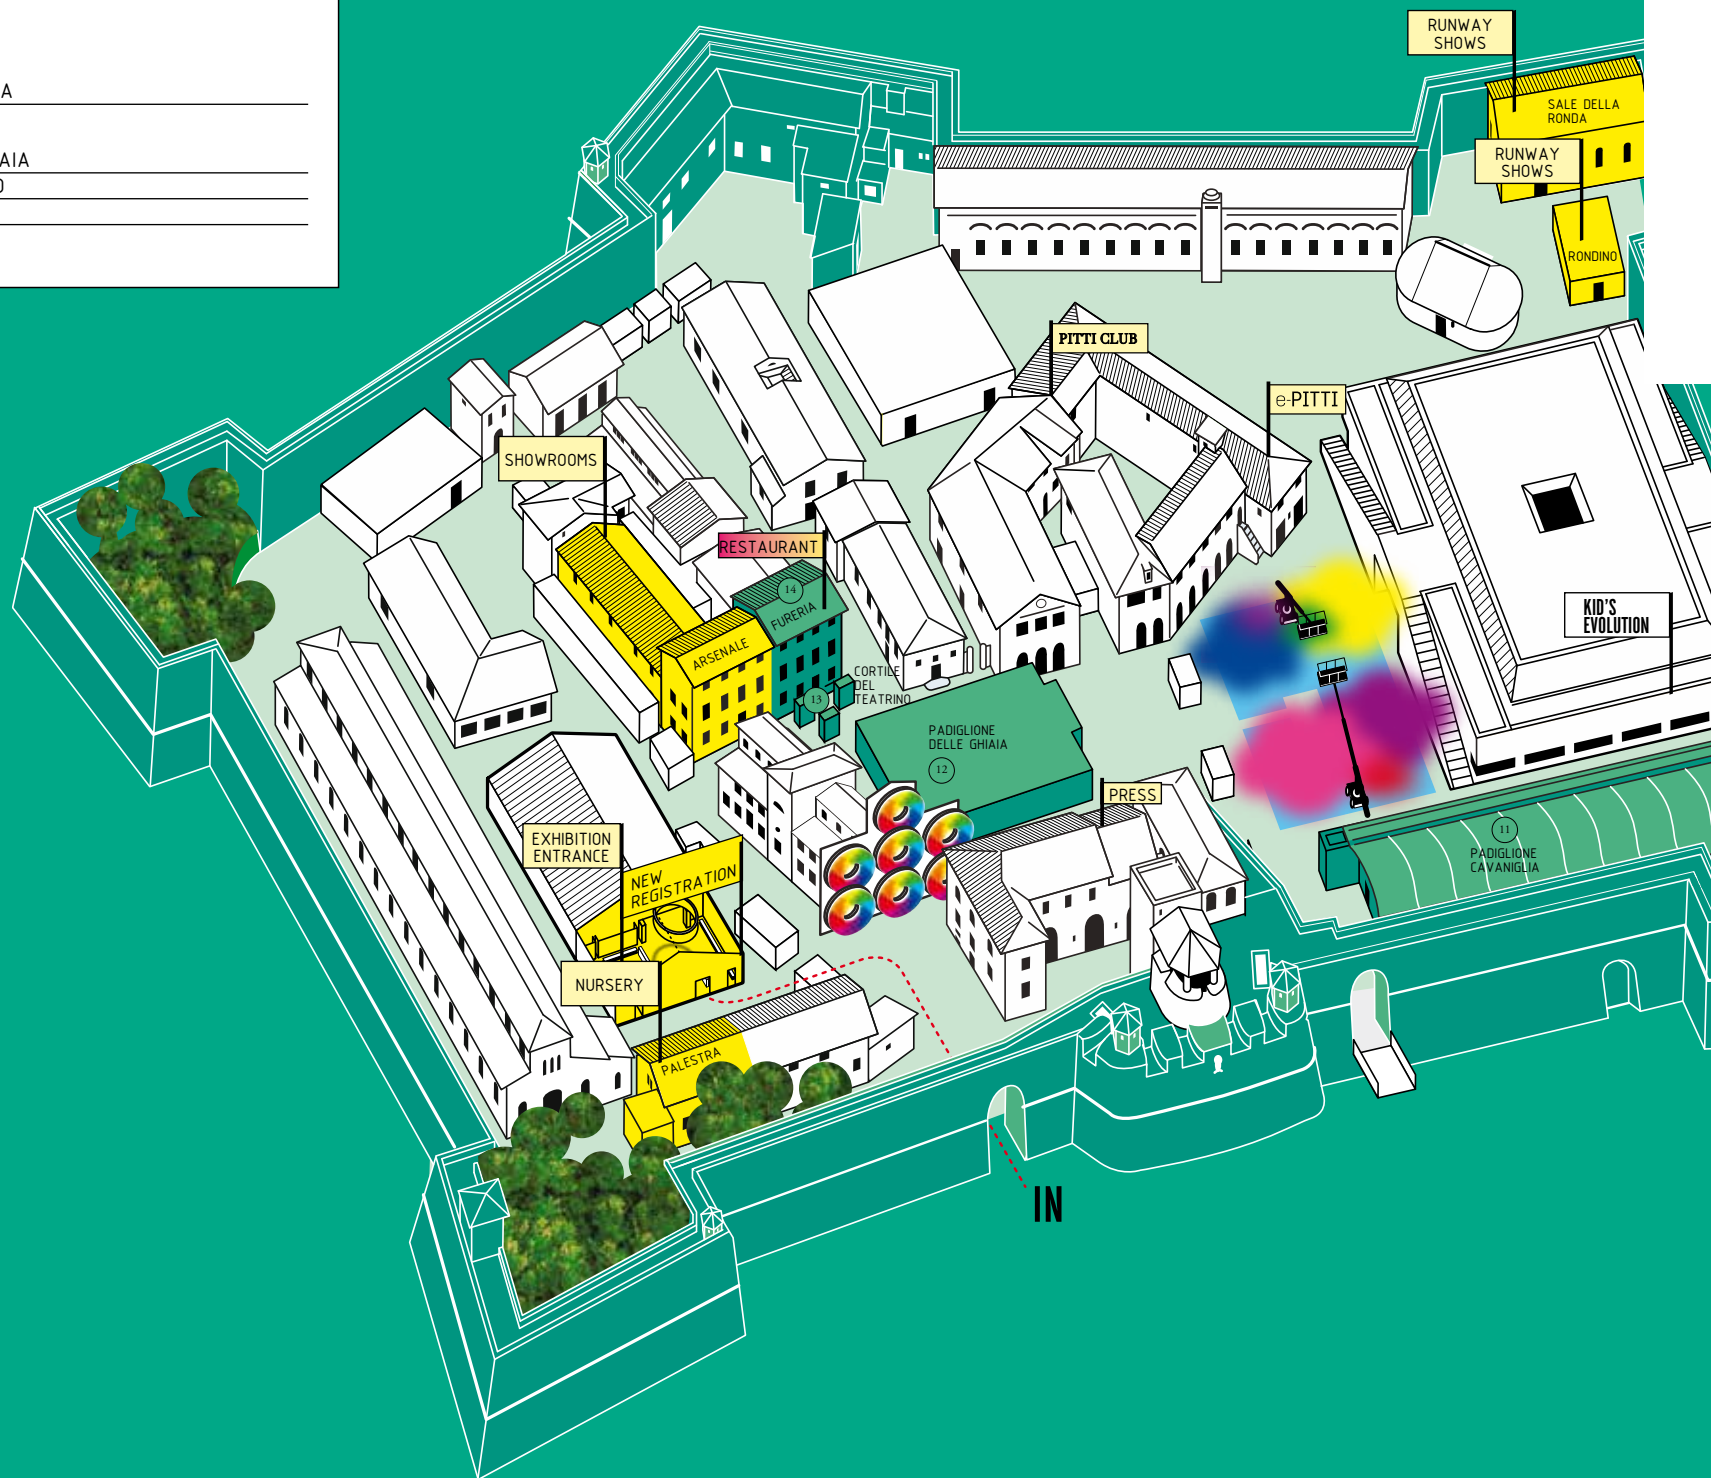 RUNWAY
SHOWS
SALE DELLA
RONDA
RUNWAY
SHOWS
RONDINO
PITTI CLUB
e-PITTI
SHOWROOMS
RESTAURANT
14
FURERIA
ARSENALE
CORTILE
DEL
TEATRINO
13
PADIGLIONE
DELLE GHIAIA
12
KID'S
EVOLUTION
PRESS
11
PADIGLIONE
CAVANIGLIA
EXHIBITION
ENTRANCE
NEW
REGISTRATION
NURSERY
PALESTRA
IN